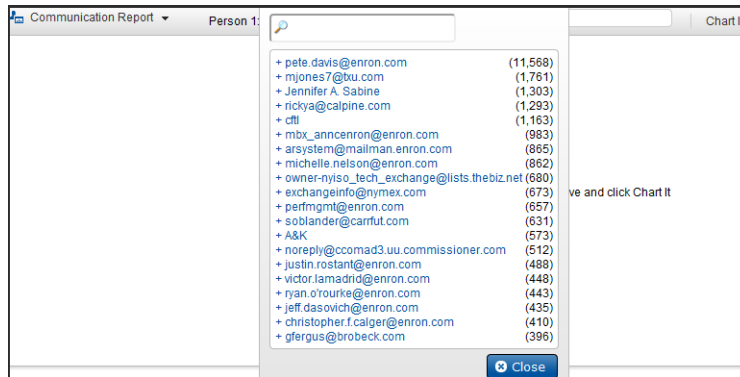 Communication Report
Person 1:
Chart I
+ pete.davis@enron.com (11,568)
+ mjones7@txu.com (1,761)
+ Jennifer A. Sabine (1,303)
+ rickya@calpine.com (1,293)
+ cftl (1,163)
+ mbx_anncenron@enron.com (983)
+ arsystem@mailman.enron.com (865)
+ michelle.nelson@enron.com (862)
+ owner-nyiso_tech_exchange@lists.thebiz.net (680)
+ exchangeinfo@nymex.com (673)
ve and click Chart It
+ perfmgmt@enron.com (657)
+ soblander@carrfut.com (631)
+ A&K (573)
+ noreply@ccomad3.uu.commissioner.com (512)
+ justin.rostant@enron.com (488)
+ victor.lamadrid@enron.com (448)
+ ryan.o'rourke@enron.com (443)
+ jeff.dasovich@enron.com (435)
+ christopher.f.calger@enron.com (410)
+ gfergus@brobeck.com (396)
Close